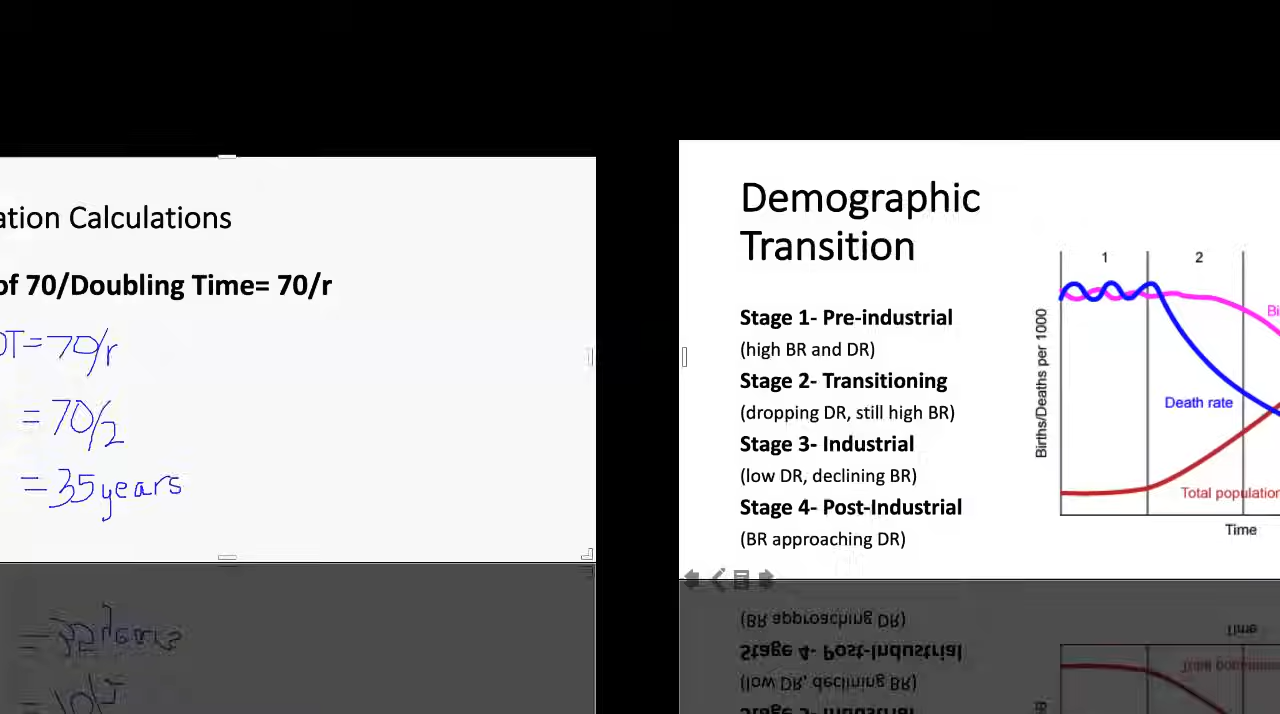 ation Calculations
of 70/Doubling Time= 70/r
DT=70/r
=70/2
=35years
Demographic
Transition
Stage 1- Pre-industrial
(high BR and DR)
Stage 2- Transitioning
(dropping DR, still high BR)
Stage 3- Industrial
(low DR, declining BR)
Stage 4- Post-Industrial
(BR approaching DR)
1 2
Births/Deaths per 1000
Bi
Death rate
Total population
Time